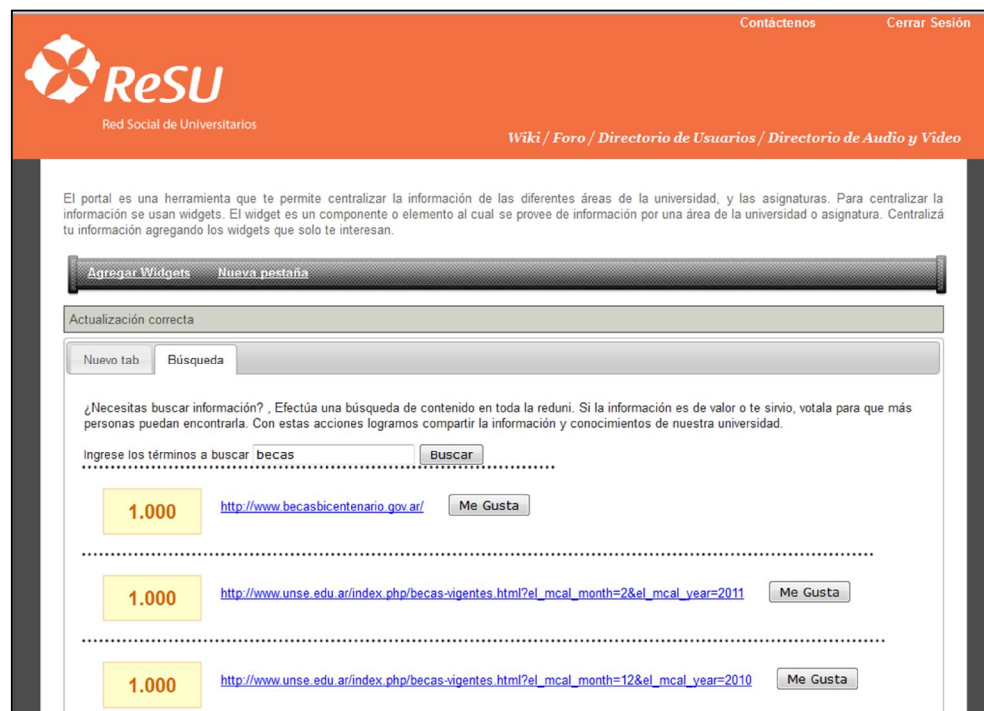 Contáctenos Cerrar Sesión
ReSU
Red Social de Universitarios
Wiki / Foro / Directorio de Usuarios / Directorio de Audio y Video
El portal es una herramienta que te permite centralizar la información de las diferentes áreas de la universidad, y las asignaturas. Para centralizar la
información se usan widgets. El widget es un componente o elemento al cual se provee de información por una área de la universidad o asignatura. Centralizá
tu información agregando los widgets que solo te interesan.
Agregar Widgets Nueva pestaña
Actualización correcta
Nuevo tab Búsqueda
¿Necesitas buscar información? , Efectúa una búsqueda de contenido en toda la reduni. Si la información es de valor o te sirvio, votala para que más
personas puedan encontrarla. Con estas acciones logramos compartir la información y conocimientos de nuestra universidad.
Ingrese los términos a buscar becas Buscar
1.000 http://www.becasbicentenario.gov.ar/ Me Gusta
1.000 http://www.unse.edu.ar/index.php/becas-vigentes.html?el_mcal_month=2&el_mcal_year=2011 Me Gusta
1.000 http://www.unse.edu.ar/index.php/becas-vigentes.html?el_mcal_month=12&el_mcal_year=2010 Me Gusta